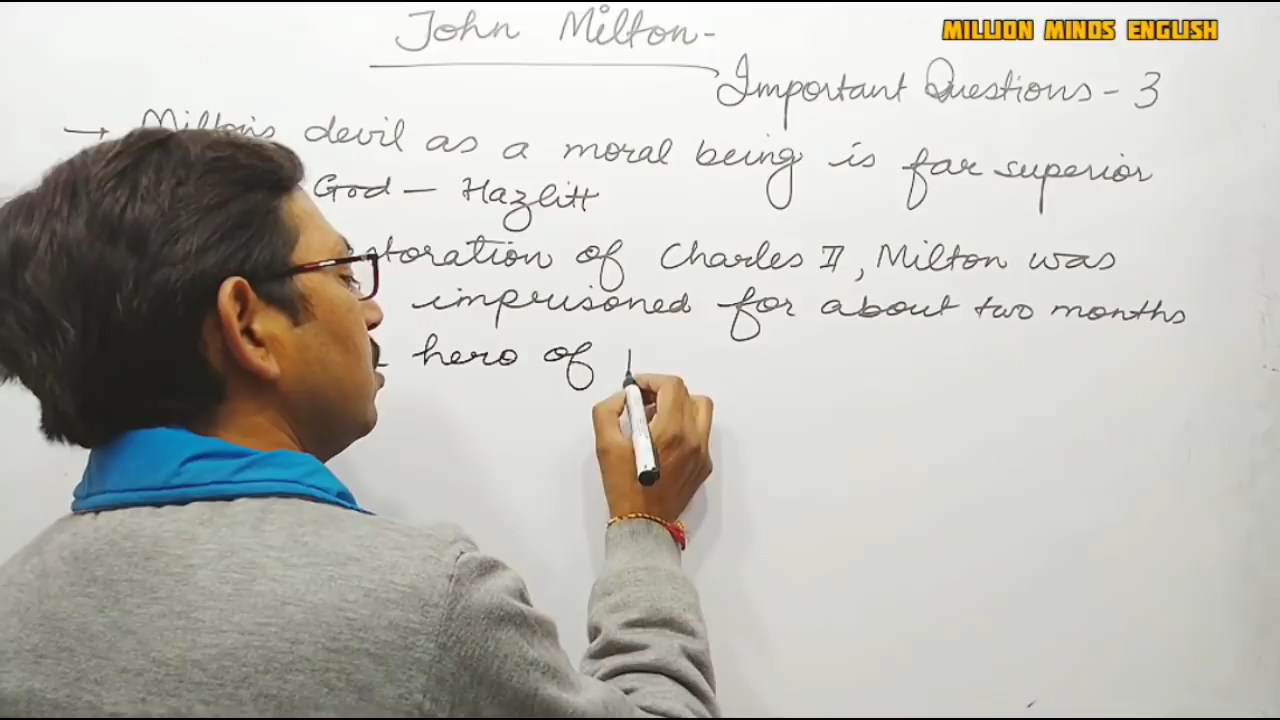 John Milton-
MILLION MINDS ENGLISH
Important Questions - 3
→ Milton's devil as a moral being is far superior
God - Hazlitt
of Charles II, Milton was
imprisoned for about two months
hero of